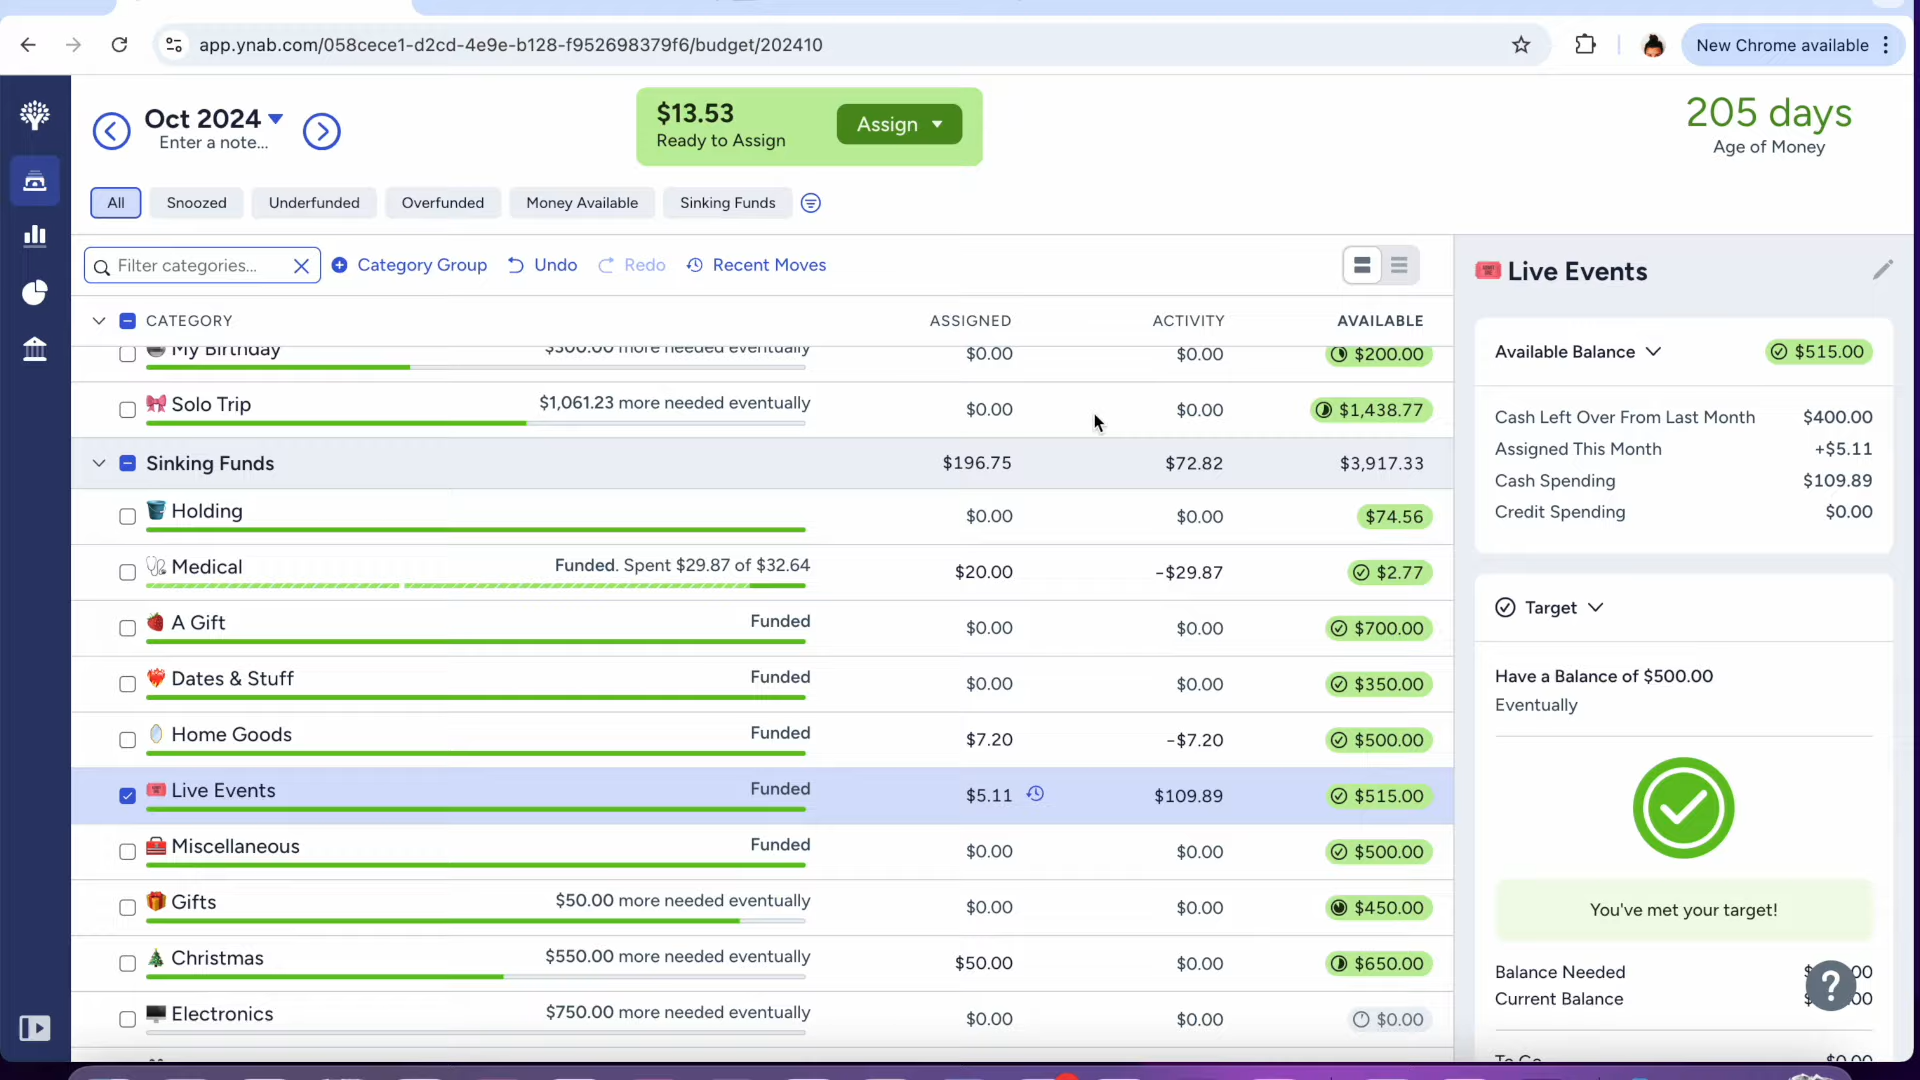 app.ynab.com/058cece1-d2cd-4e9e-b128-f952698379f6/budget/202410
New Chrome available
Oct 2024
Enter a note...
$13.53
Ready to Assign
Assign
205 days
Age of Money
All
Snoozed
Underfunded
Overfunded
Money Available
Sinking Funds
Filter categories...
Category Group
Undo
Redo
Recent Moves
CATEGORY ASSIGNED ACTIVITY AVAILABLE
My Birthday $300.00 more needed eventually $0.00 $0.00 $200.00
Solo Trip $1,061.23 more needed eventually $0.00 $0.00 $1,438.77
Sinking Funds $196.75 $72.82 $3,917.33
Holding $0.00 $0.00 $74.56
Medical Funded. Spent $29.87 of $32.64 $20.00 -$29.87 $2.77
A Gift Funded $0.00 $0.00 $700.00
Dates & Stuff Funded $0.00 $0.00 $350.00
Home Goods Funded $7.20 -$7.20 $500.00
Live Events Funded $5.11 $109.89 $515.00
Miscellaneous Funded $0.00 $0.00 $500.00
Gifts $50.00 more needed eventually $0.00 $0.00 $450.00
Christmas $550.00 more needed eventually $50.00 $0.00 $650.00
Electronics $750.00 more needed eventually $0.00 $0.00 $0.00
Live Events
Available Balance $515.00
Cash Left Over From Last Month $400.00
Assigned This Month +$5.11
Cash Spending $109.89
Credit Spending $0.00
Target
Have a Balance of $500.00
Eventually
You've met your target!
Balance Needed
Current Balance
?
To Go $0.00